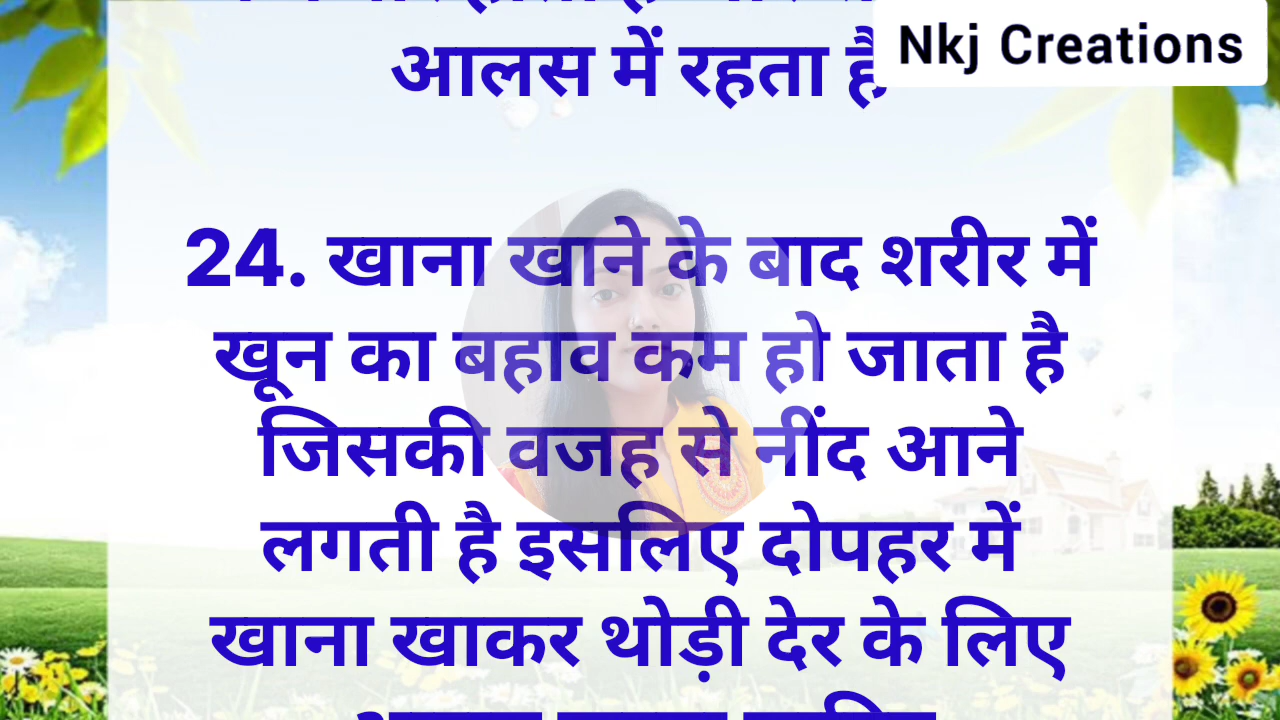 Nkj Creations
आलस में रहता है
24. खाना खाने के बाद शरीर में
खून का बहाव कम हो जाता है
जिसकी वजह से नींद आने
लगती है इसलिए दोपहर में
खाना खाकर थोड़ी देर के लिए